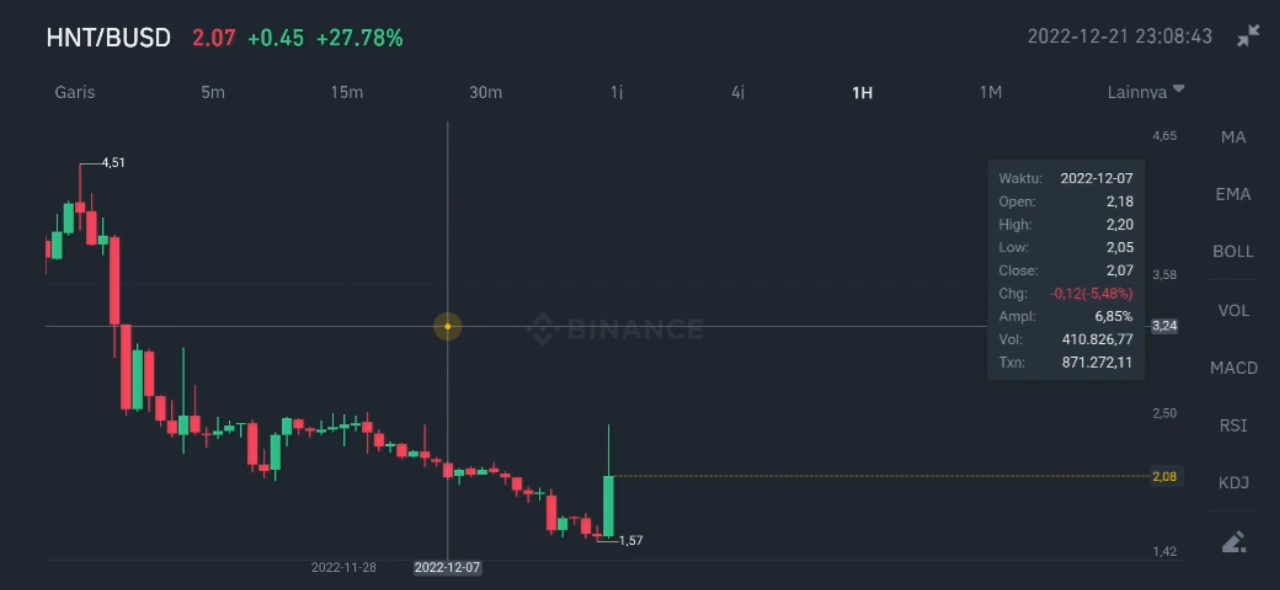 HNT/BUSD 2.07 +0.45 +27.78% 2022-12-21 23:08:43
Garis 5m 15m 30m 1j 4j 1H 1M Lainnya
4,65 MA
4,51
Waktu: 2022-12-07
Open: 2,18
EMA
High: 2,20
Low: 2,05
BOLL
Close: 2,07
3,58
Chg: -0,12(-5,48%)
Ampl: 6,85%
VOL
BINANCE
3,24
Vol: 410.826,77
Txn: 871.272,11
MACD
2,50
RSI
2,08
KDJ
1,57
1,42
2022-11-28 2022-12-07